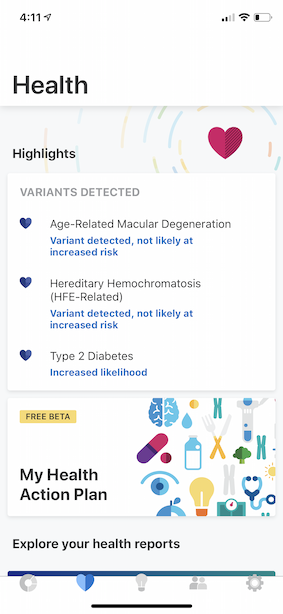 4:11
Health
Highlights
VARIANTS DETECTED
Age-Related Macular Degeneration
Variant detected, not likely at
increased risk
Hereditary Hemochromatosis
(HFE-Related)
Variant detected, not likely at
increased risk
Type 2 Diabetes
Increased likelihood
FREE BETA
My Health
Action Plan
Explore your health reports